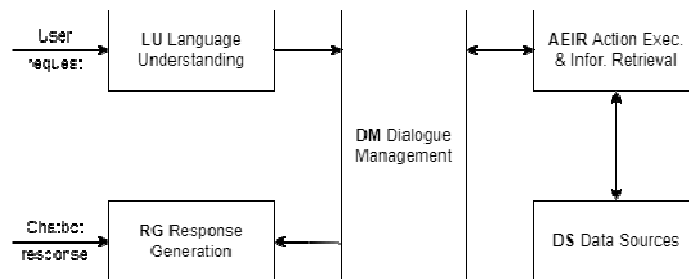 User
request
LU Language
Understanding
AEIR Action Exec.
& Infor. Retrieval
DM Dialogue
Management
Chatbot
response
RG Response
Generation
DS Data Sources